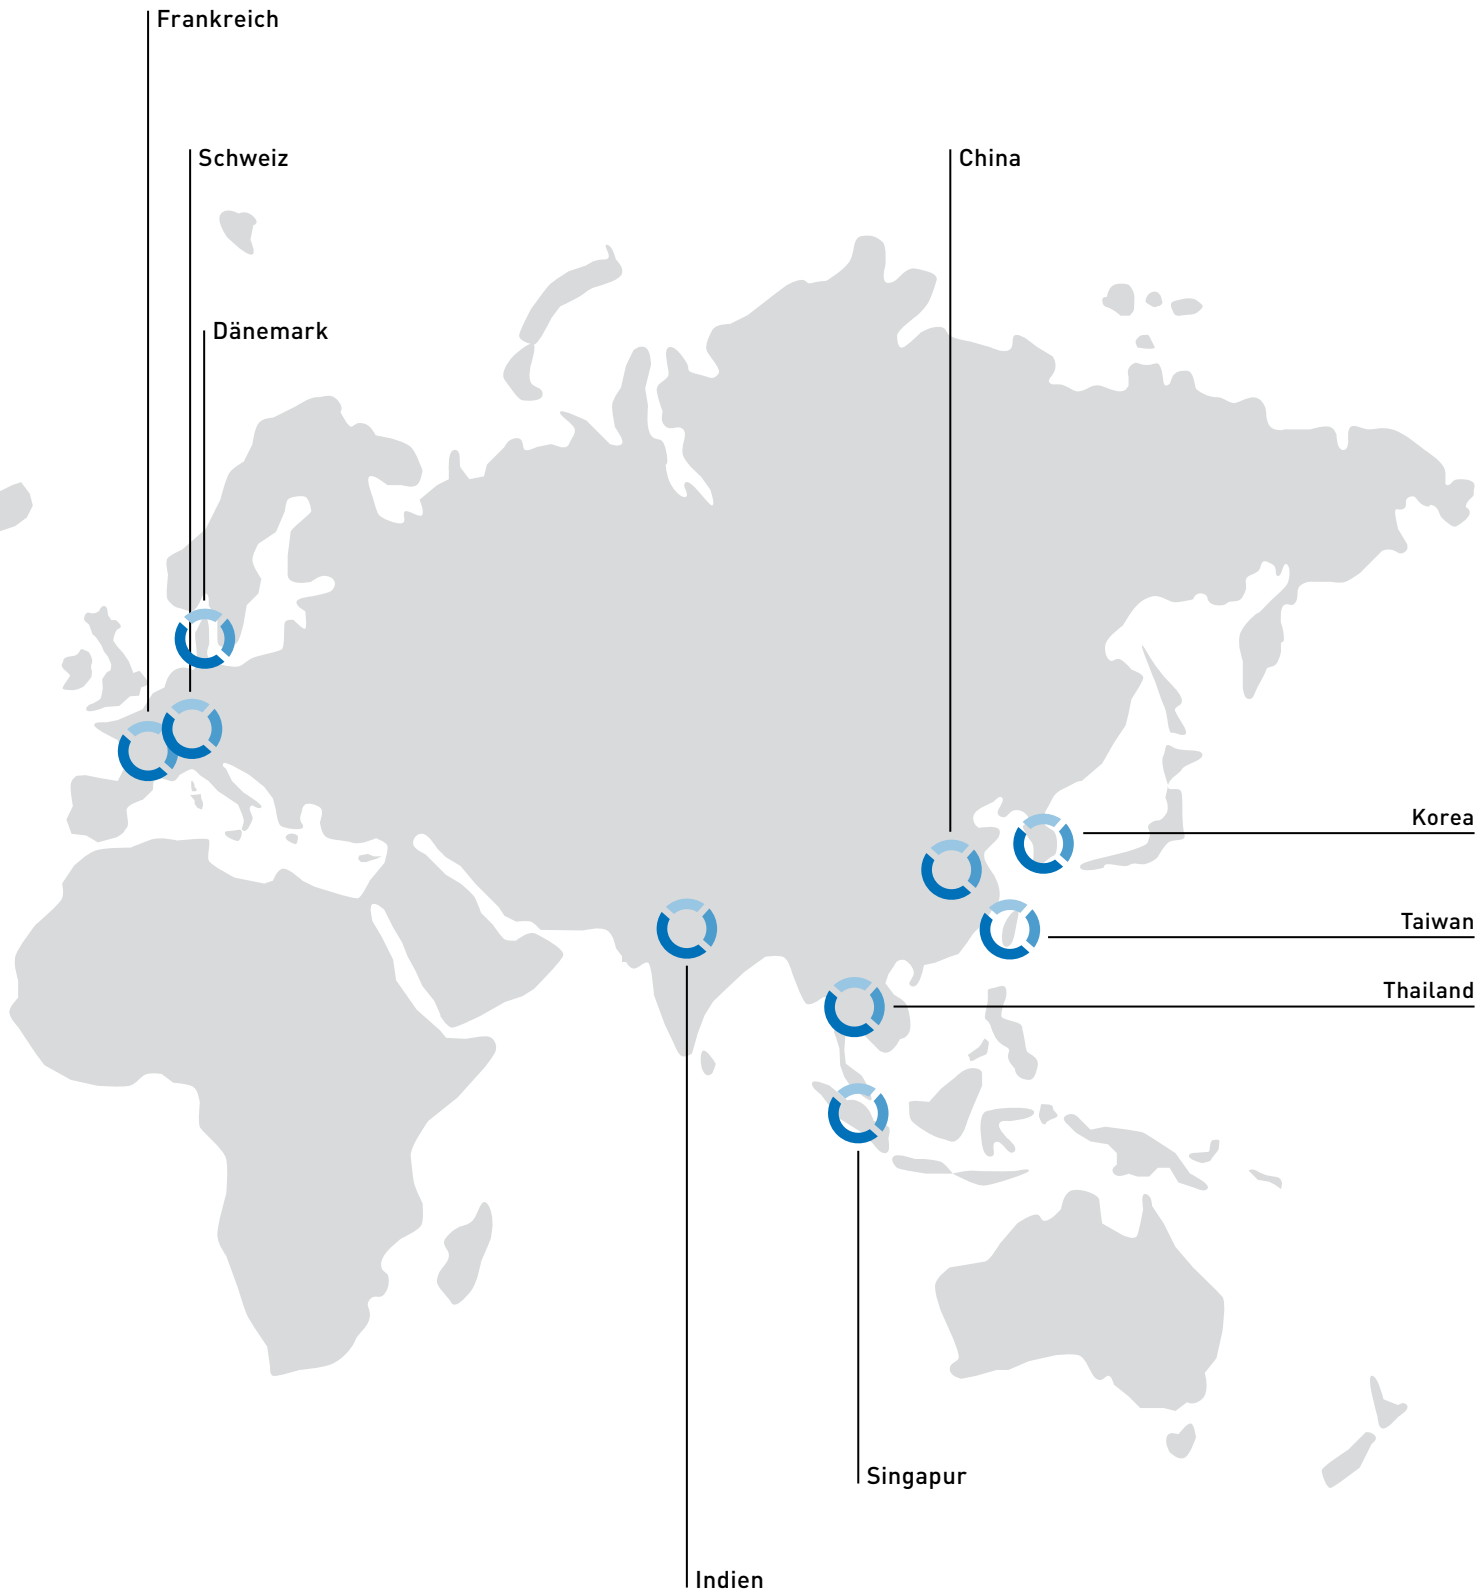 Frankreich
Schweiz
China
Dänemark
Korea
Taiwan
Thailand
Singapur
Indien